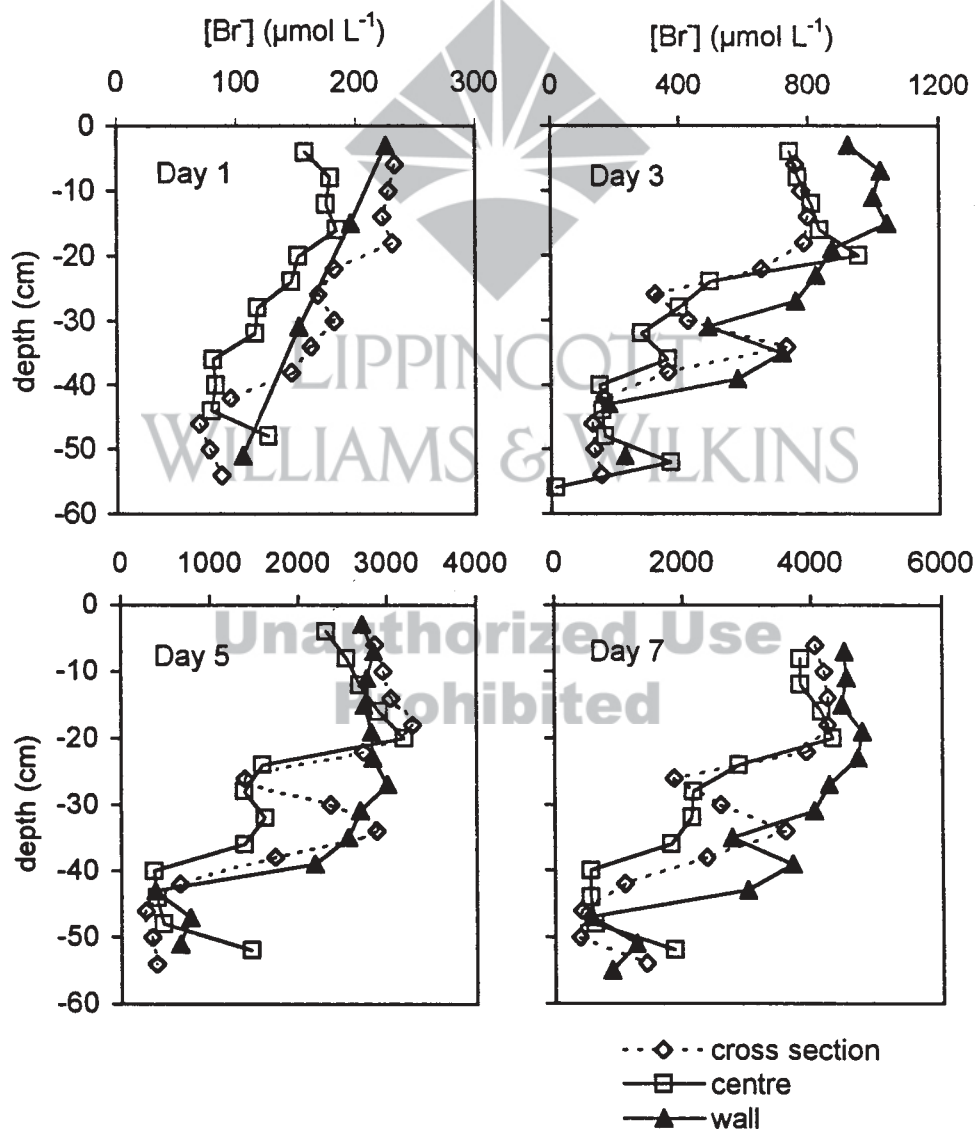 [Br⁻] (µmol L⁻¹)
[Br⁻] (µmol L⁻¹)
0 100 200 300
0 400 800 1200
0
-10
-20
-30
-40
-50
-60
depth (cm)
Day 1
Day 3
LIPPINCOTT
WILLIAMS & WILKINS
0 1000 2000 3000 4000
0 2000 4000 6000
0
-10
-20
-30
-40
-50
-60
depth (cm)
Unauthorized Use
Prohibited
Day 5
Day 7
cross section
centre
wall